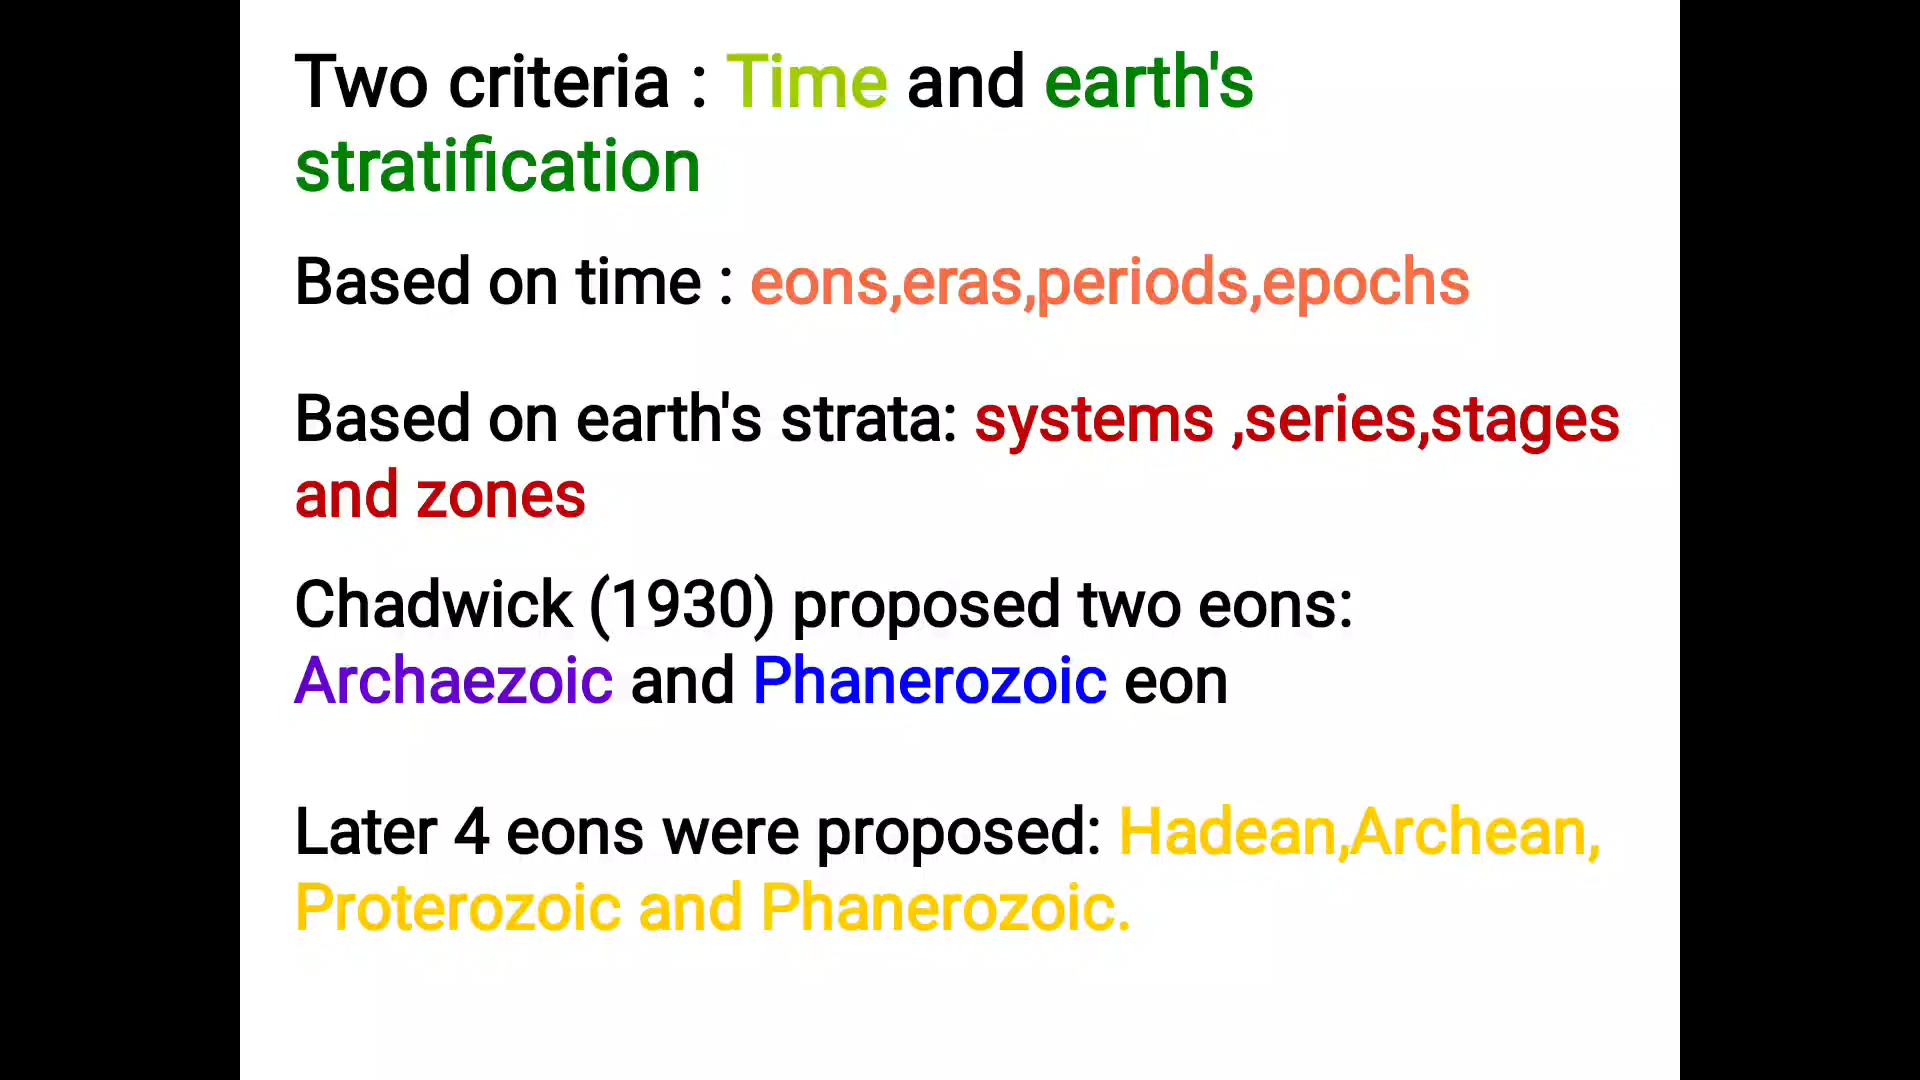 Two criteria : Time and earth's
stratification
Based on time : eons,eras,periods,epochs
Based on earth's strata: systems ,series,stages
and zones
Chadwick (1930) proposed two eons:
Archaezoic and Phanerozoic eon
Later 4 eons were proposed: Hadean,Archean,
Proterozoic and Phanerozoic.